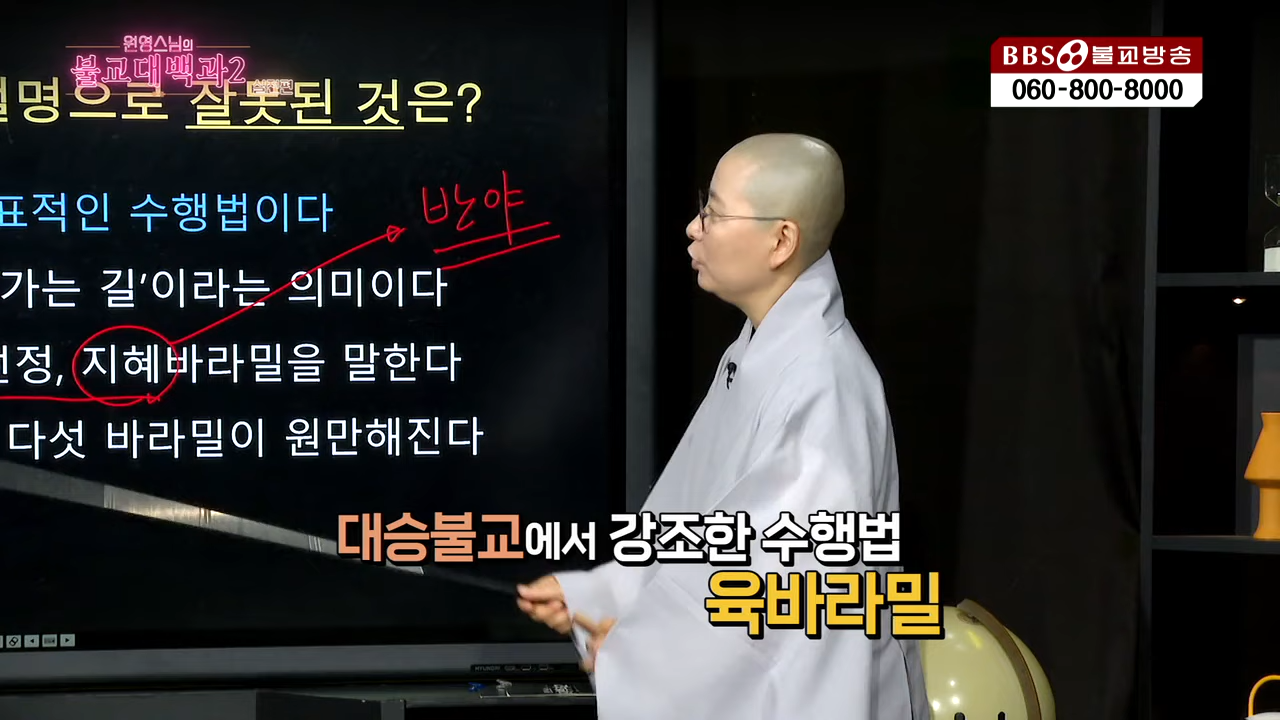 원영스님의
불교대백과2
실전편
BBS 불교방송
060-800-8000
명으로 잘못된 것은?
표적인 수행법이다
반야
가는 길'이라는 의미이다
선정, 지혜바라밀을 말한다
다섯 바라밀이 원만해진다
대승불교에서 강조한 수행법
육바라밀
HYUNDAI